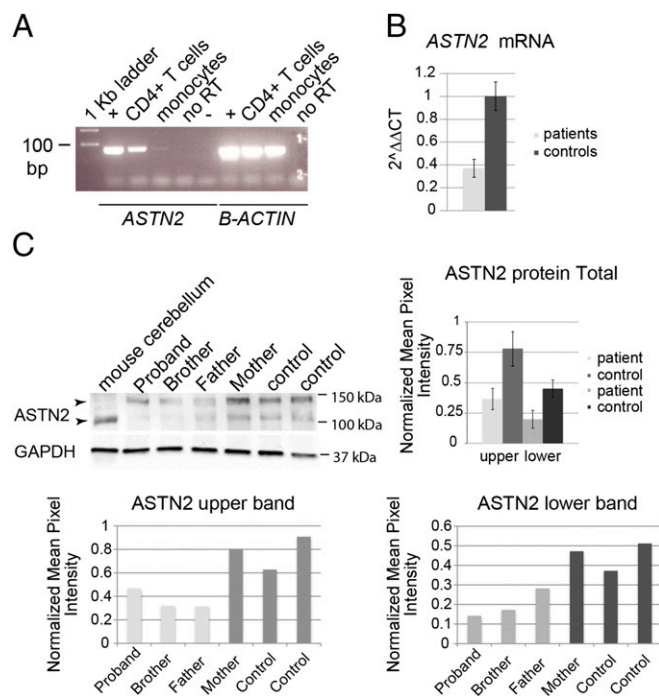 A
1 Kb ladder
+
CD4+ T cells
monocytes
no RT
-
+
CD4+ T cells
monocytes
no RT
100
bp
1-
2-
ASTN2
B-ACTIN
B
ASTN2 mRNA
2^ΔΔCT
1.2
1
0.8
0.6
0.4
0.2
0
patients
controls
C
mouse cerebellum
Proband
Brother
Father
Mother
control
control
ASTN2
GAPDH
150 kDa
100 kDa
37 kDa
ASTN2 protein Total
Normalized Mean Pixel
Intensity
1
0.75
0.5
0.25
0
upper lower
patient
control
patient
control
ASTN2 upper band
Normalized Mean Pixel
Intensity
1
0.8
0.6
0.4
0.2
0
Proband
Brother
Father
Mother
Control
Control
ASTN2 lower band
Normalized Mean Pixel
Intensity
0.6
0.5
0.4
0.3
0.2
0.1
0
Proband
Brother
Father
Mother
Control
Control